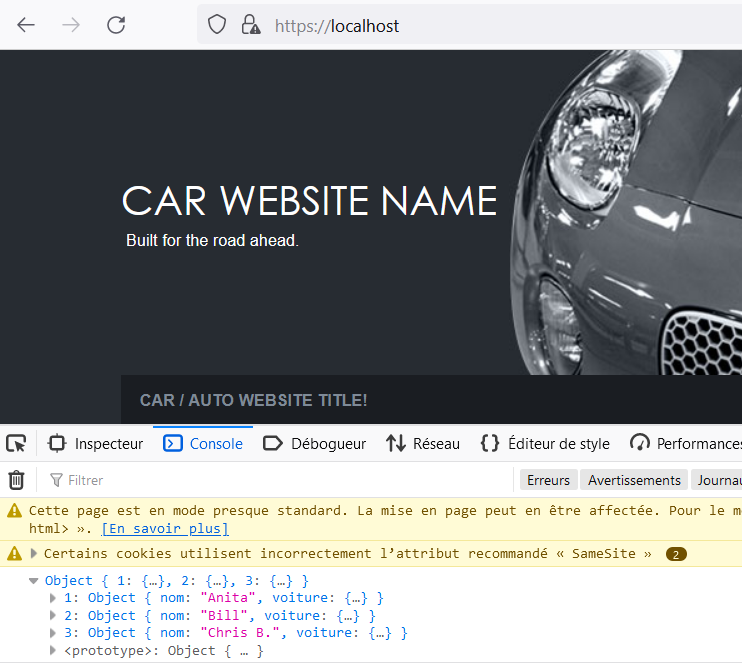 https://localhost
CAR WEBSITE NAME
Built for the road ahead.
CAR / AUTO WEBSITE TITLE!
Inspecteur Console Débogueur Réseau Éditeur de style Performances
Filtrer Erreurs Avertissements Journau
Cette page est en mode presque standard. La mise en page peut en être affectée. Pour le m
html> ». [En savoir plus]
Certains cookies utilisent incorrectement l’attribut recommandé « SameSite » 2
Object { 1: {…}, 2: {…}, 3: {…} }
1: Object { nom: "Anita", voiture: {…} }
2: Object { nom: "Bill", voiture: {…} }
3: Object { nom: "Chris B.", voiture: {…} }
<prototype>: Object { … }